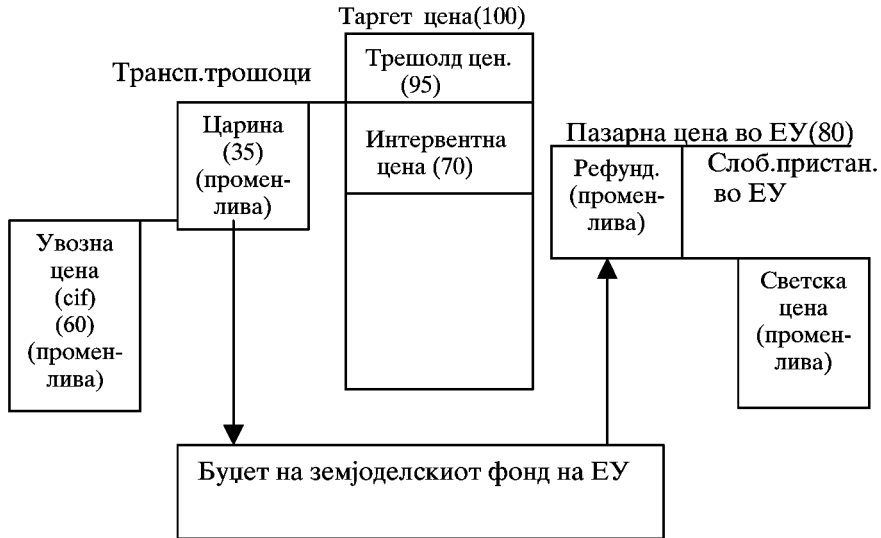 Таргет цена(100)
Трешолд цен.
(95)
Трансп.трошоци
Царина
(35)
(промен-
лива)
Интервентна
цена (70)
Пазарна цена во ЕУ(80)
Рефунд.
(промен-
лива)
Слоб.пристан.
во ЕУ
Увозна
цена
(cif)
(60)
(промен-
лива)
Светска
цена
(промен-
лива)
Буџет на земјоделскиот фонд на ЕУ